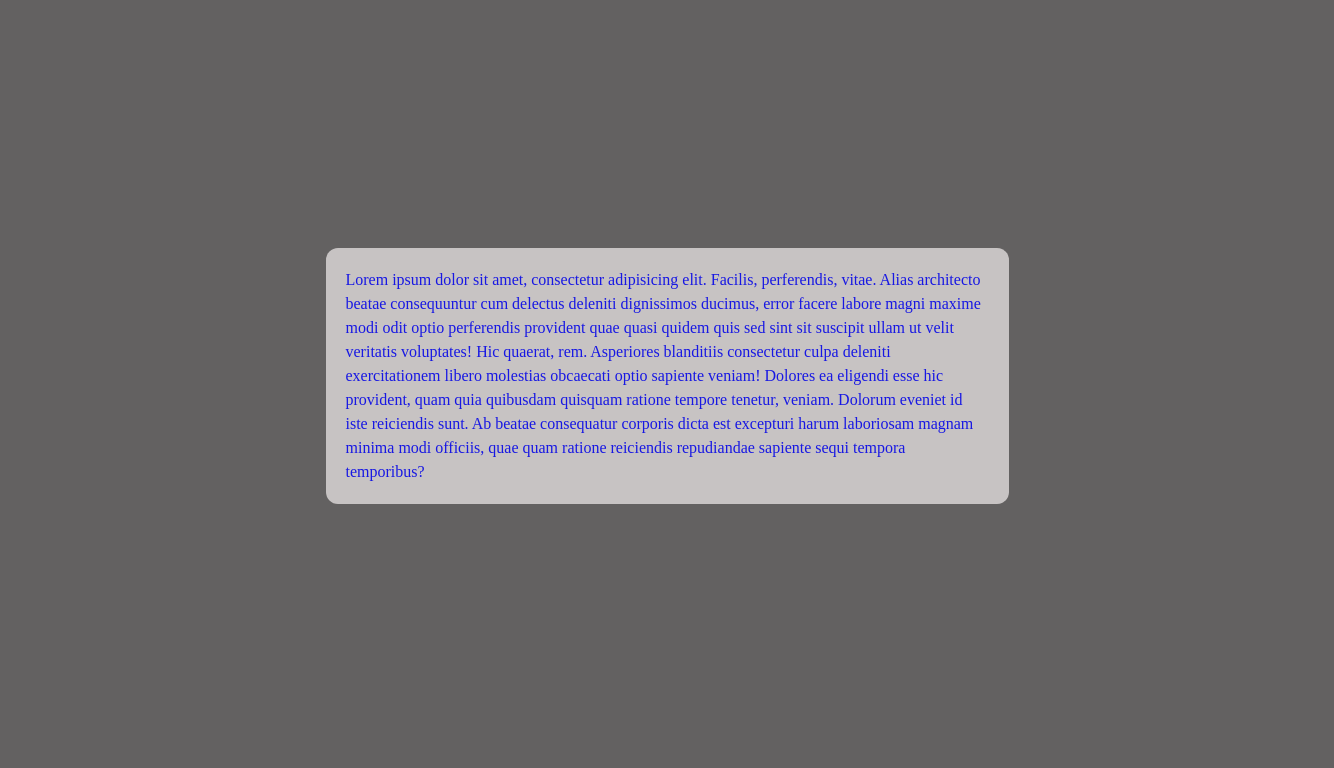 Lorem ipsum dolor sit amet, consectetur adipisicing elit. Facilis, perferendis, vitae. Alias architecto
beatae consequuntur cum delectus deleniti dignissimos ducimus, error facere labore magni maxime
modi odit optio perferendis provident quae quasi quidem quis sed sint sit suscipit ullam ut velit
veritatis voluptates! Hic quaerat, rem. Asperiores blanditiis consectetur culpa deleniti
exercitationem libero molestias obcaecati optio sapiente veniam! Dolores ea eligendi esse hic
provident, quam quia quibusdam quisquam ratione tempore tenetur, veniam. Dolorum eveniet id
iste reiciendis sunt. Ab beatae consequatur corporis dicta est excepturi harum laboriosam magnam
minima modi officiis, quae quam ratione reiciendis repudiandae sapiente sequi tempora
temporibus?